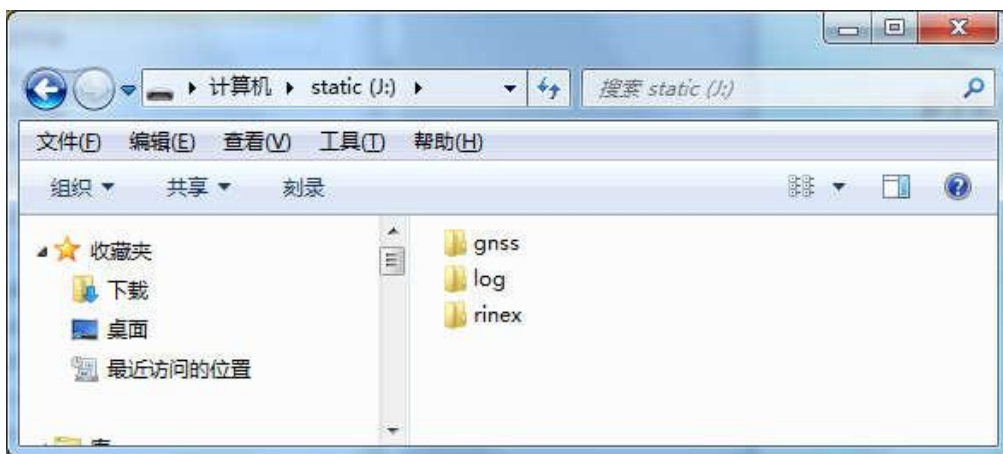 计算机 static (J:)
搜索 static (J:)
文件(F) 编辑(E) 查看(V) 工具(T) 帮助(H)
组织 共享 刻录
收藏夹
下载
桌面
最近访问的位置
库
gnss
log
rinex